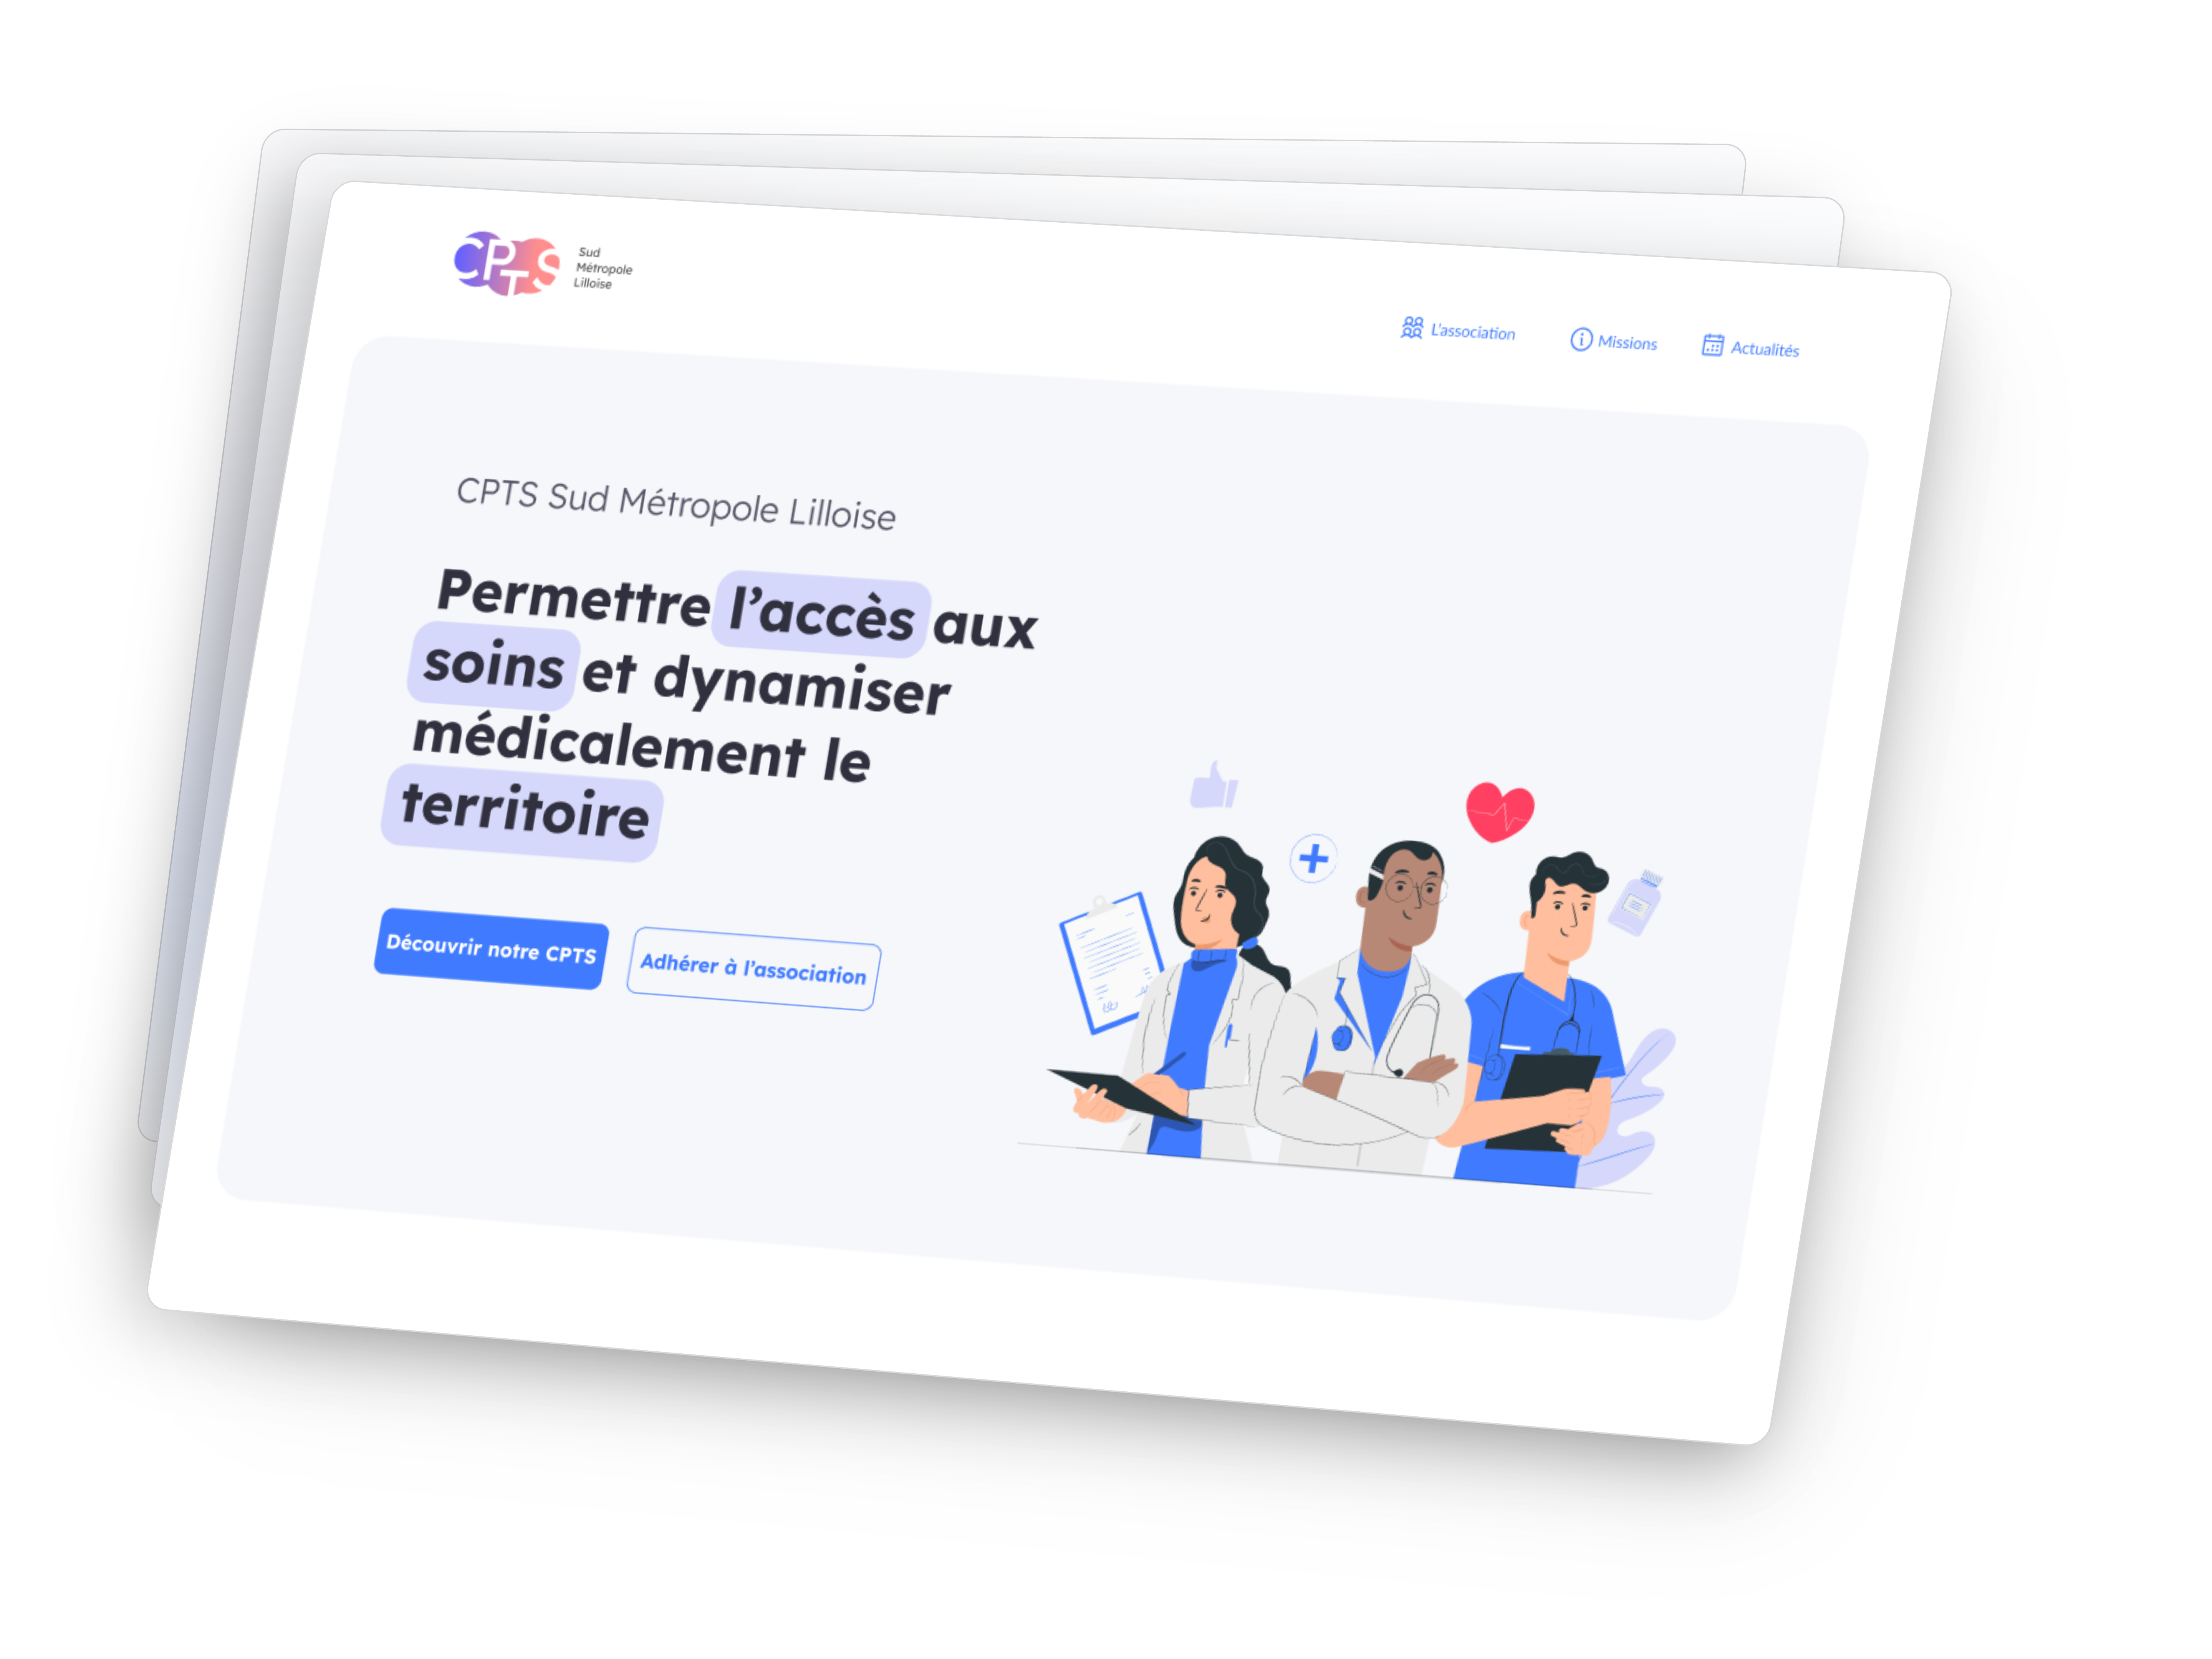 CPTS
Sud
Métropole
Lilloise
L'association
Missions
Actualités
CPTS Sud Métropole Lilloise
Permettre l'accès aux
soins et dynamiser
médicalement le
territoire
Découvrir notre CPTS
Adhérer à l'association